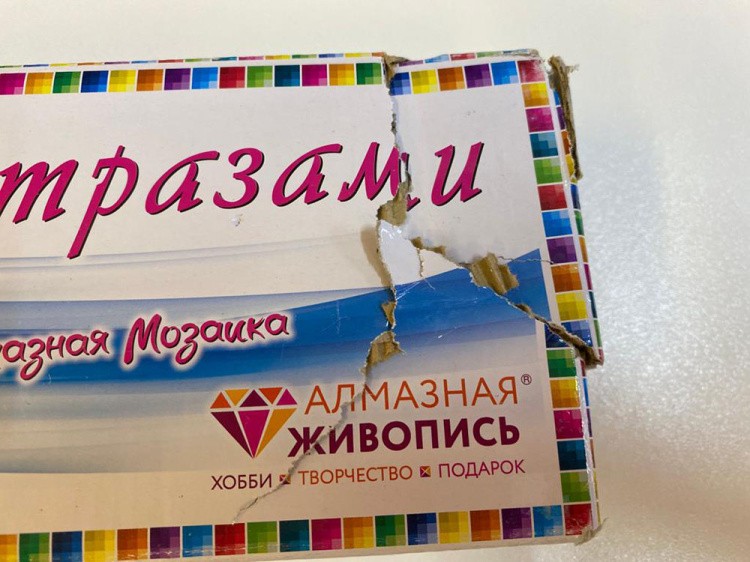 тразами
азная Мозаика
АЛМАЗНАЯ®
ЖИВОПИСЬ
ХОББИ ТВОРЧЕСТВО ПОДАРОК